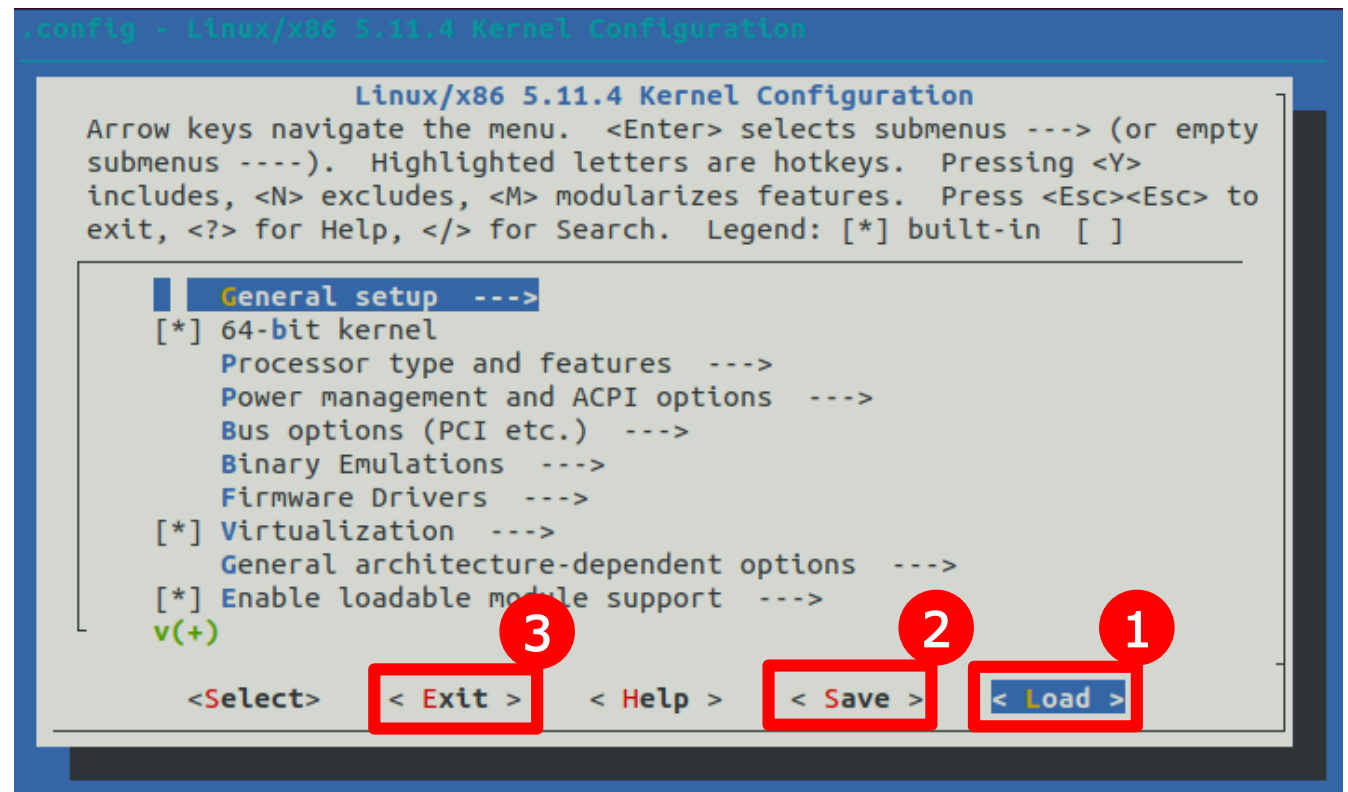 .config - Linux/x86 5.11.4 Kernel Configuration
Linux/x86 5.11.4 Kernel Configuration
Arrow keys navigate the menu.  <Enter> selects submenus ---> (or empty
submenus ----).  Highlighted letters are hotkeys.  Pressing <Y>
includes, <N> excludes, <M> modularizes features.  Press <Esc><Esc> to
exit, <?> for Help, </> for Search.  Legend: [*] built-in  [ ]
General setup  --->
[*] 64-bit kernel
Processor type and features  --->
Power management and ACPI options  --->
Bus options (PCI etc.)  --->
Binary Emulations  --->
Firmware Drivers  --->
[*] Virtualization  --->
General architecture-dependent options  --->
[*] Enable loadable module support  --->
v(+)
3 2 1
<Select>  < Exit >  < Help >  < Save >  < Load >